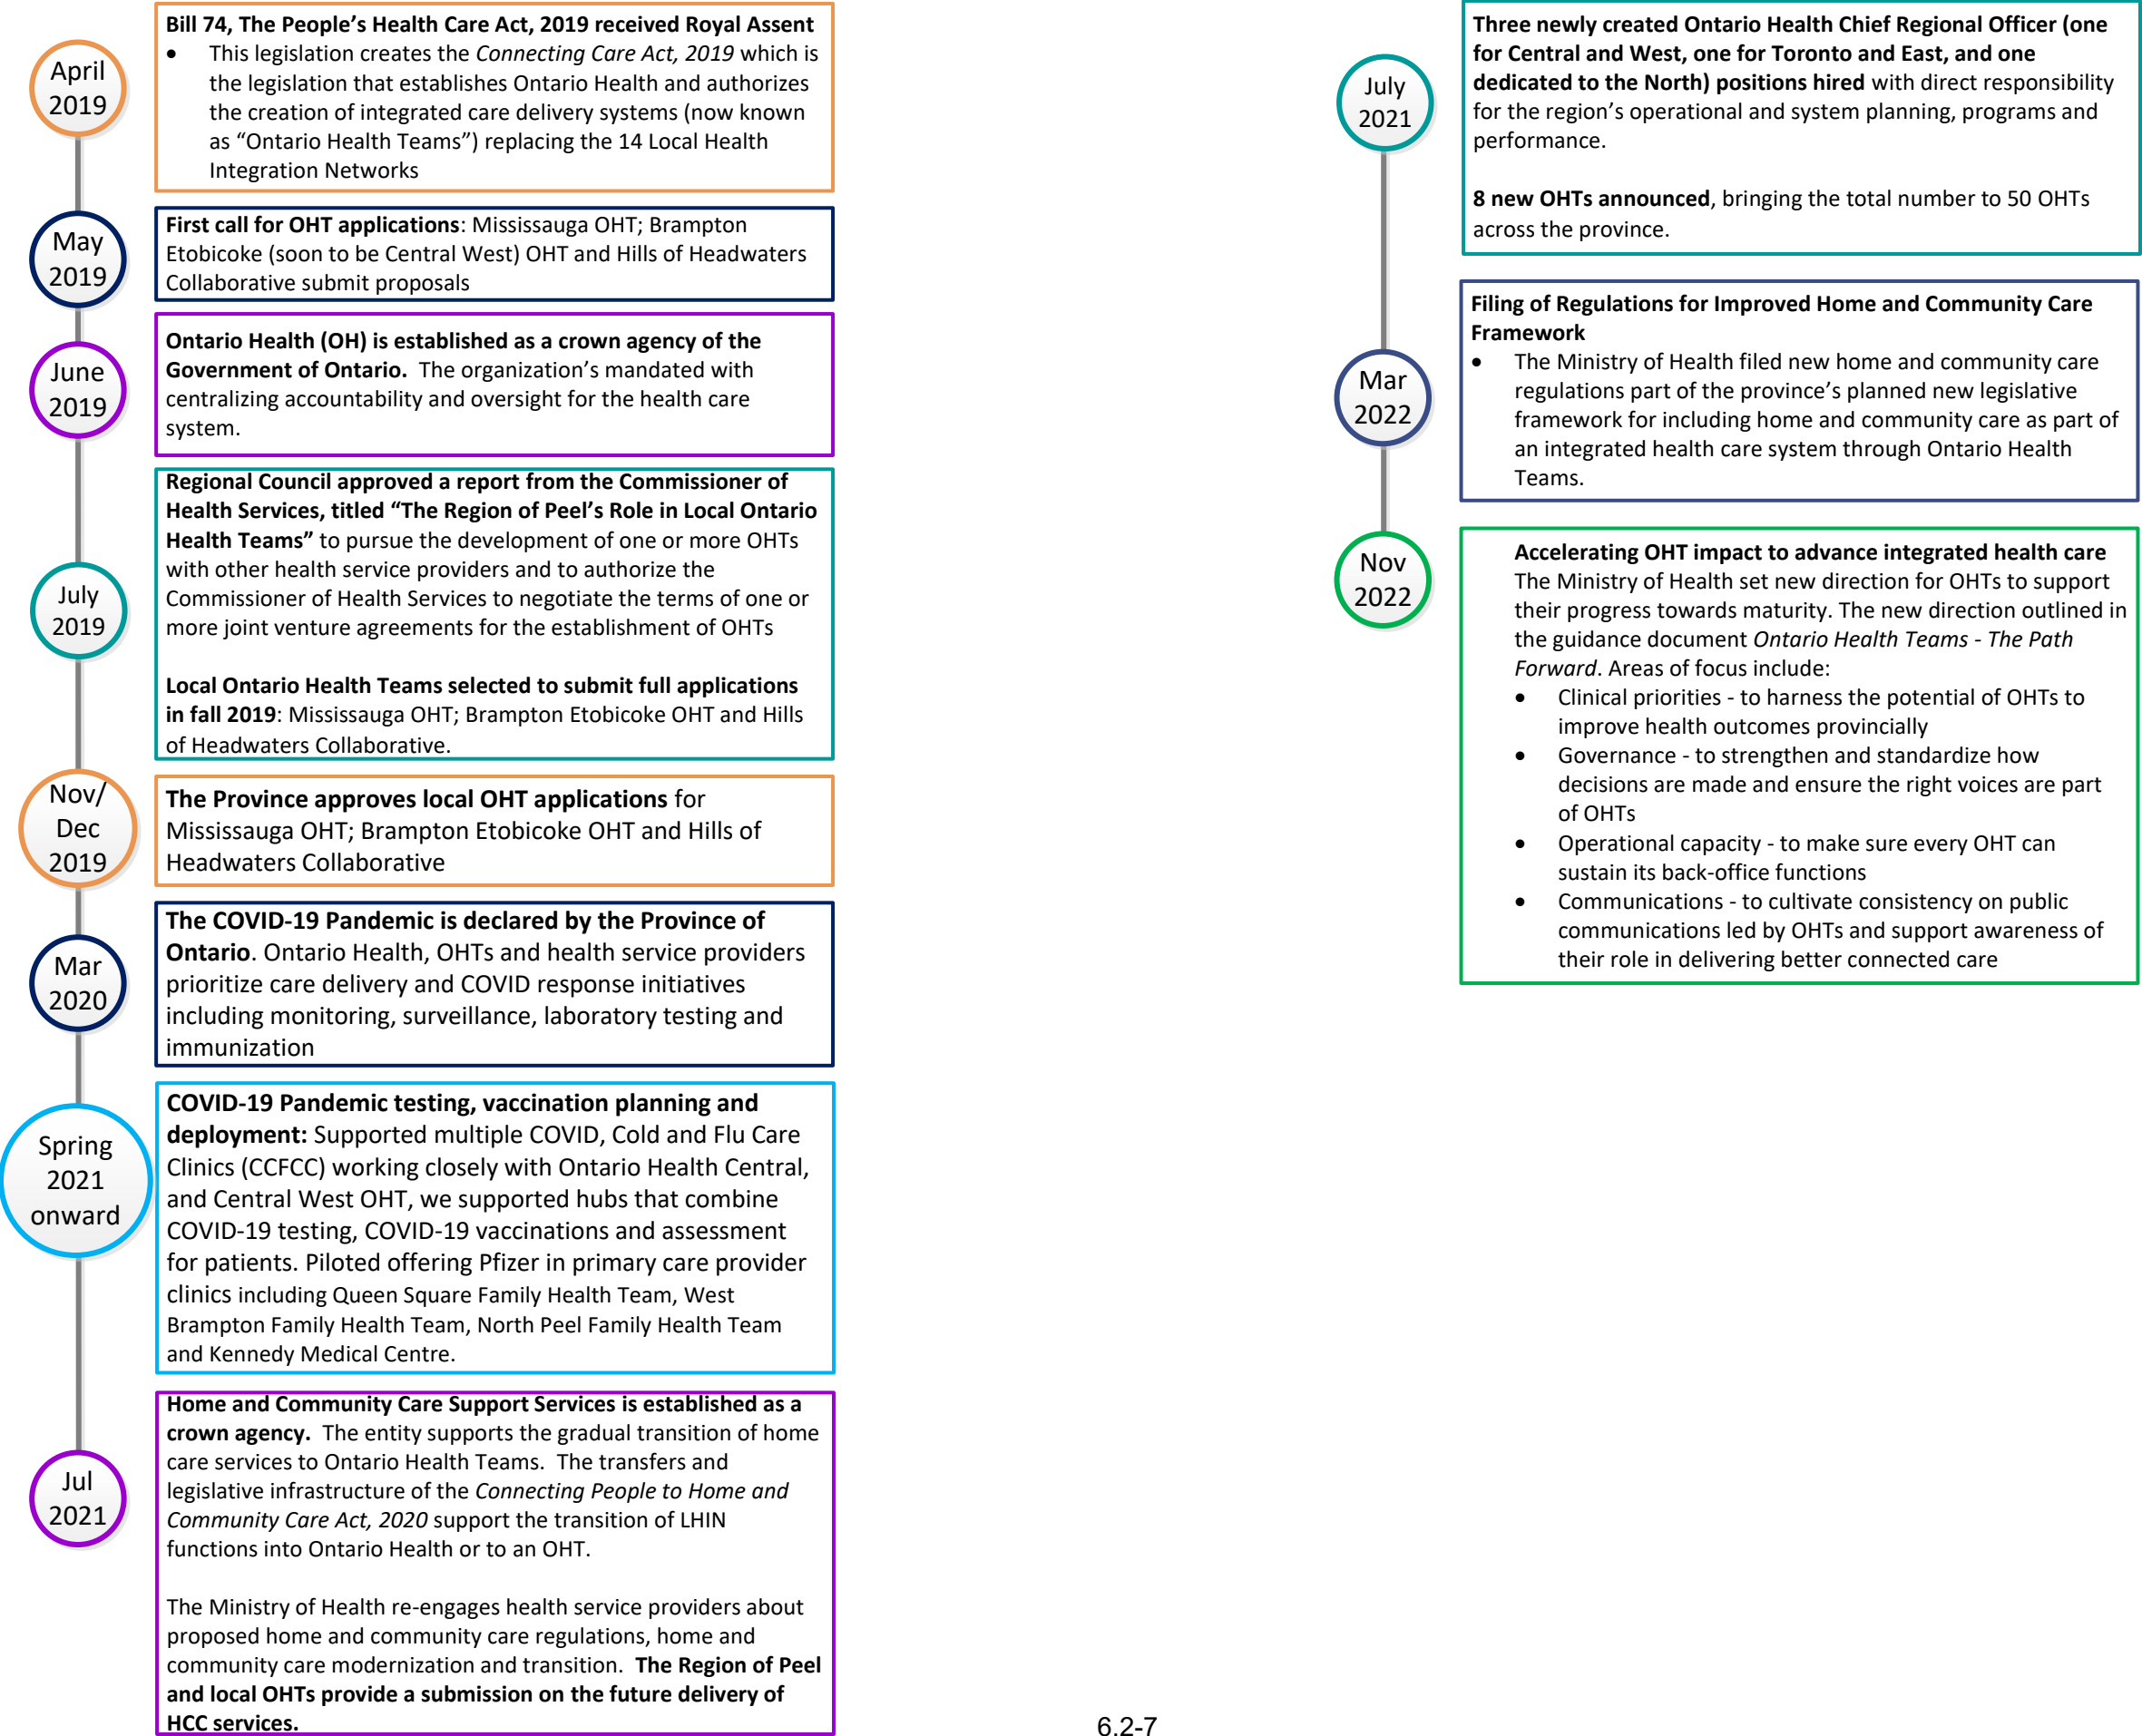 April
2019
Bill 74, The People’s Health Care Act, 2019 received Royal Assent
• This legislation creates the Connecting Care Act, 2019 which is
the legislation that establishes Ontario Health and authorizes
the creation of integrated care delivery systems (now known
as “Ontario Health Teams”) replacing the 14 Local Health
Integration Networks
May
2019
First call for OHT applications: Mississauga OHT; Brampton
Etobicoke (soon to be Central West) OHT and Hills of Headwaters
Collaborative submit proposals
June
2019
Ontario Health (OH) is established as a crown agency of the
Government of Ontario. The organization’s mandated with
centralizing accountability and oversight for the health care
system.
July
2019
Regional Council approved a report from the Commissioner of
Health Services, titled “The Region of Peel’s Role in Local Ontario
Health Teams” to pursue the development of one or more OHTs
with other health service providers and to authorize the
Commissioner of Health Services to negotiate the terms of one or
more joint venture agreements for the establishment of OHTs
Local Ontario Health Teams selected to submit full applications
in fall 2019: Mississauga OHT; Brampton Etobicoke OHT and Hills
of Headwaters Collaborative.
Nov/
Dec
2019
The Province approves local OHT applications for
Mississauga OHT; Brampton Etobicoke OHT and Hills of
Headwaters Collaborative
Mar
2020
The COVID-19 Pandemic is declared by the Province of
Ontario. Ontario Health, OHTs and health service providers
prioritize care delivery and COVID response initiatives
including monitoring, surveillance, laboratory testing and
immunization
Spring
2021
onward
COVID-19 Pandemic testing, vaccination planning and
deployment: Supported multiple COVID, Cold and Flu Care
Clinics (CCFCC) working closely with Ontario Health Central,
and Central West OHT, we supported hubs that combine
COVID-19 testing, COVID-19 vaccinations and assessment
for patients. Piloted offering Pfizer in primary care provider
clinics including Queen Square Family Health Team, West
Brampton Family Health Team, North Peel Family Health Team
and Kennedy Medical Centre.
Jul
2021
Home and Community Care Support Services is established as a
crown agency. The entity supports the gradual transition of home
care services to Ontario Health Teams. The transfers and
legislative infrastructure of the Connecting People to Home and
Community Care Act, 2020 support the transition of LHIN
functions into Ontario Health or to an OHT.
The Ministry of Health re-engages health service providers about
proposed home and community care regulations, home and
community care modernization and transition. The Region of Peel
and local OHTs provide a submission on the future delivery of
HCC services.
July
2021
Three newly created Ontario Health Chief Regional Officer (one
for Central and West, one for Toronto and East, and one
dedicated to the North) positions hired with direct responsibility
for the region’s operational and system planning, programs and
performance.
8 new OHTs announced, bringing the total number to 50 OHTs
across the province.
Mar
2022
Filing of Regulations for Improved Home and Community Care
Framework
• The Ministry of Health filed new home and community care
regulations part of the province’s planned new legislative
framework for including home and community care as part of
an integrated health care system through Ontario Health
Teams.
Nov
2022
Accelerating OHT impact to advance integrated health care
The Ministry of Health set new direction for OHTs to support
their progress towards maturity. The new direction outlined in
the guidance document Ontario Health Teams - The Path
Forward. Areas of focus include:
• Clinical priorities - to harness the potential of OHTs to
improve health outcomes provincially
• Governance - to strengthen and standardize how
decisions are made and ensure the right voices are part
of OHTs
• Operational capacity - to make sure every OHT can
sustain its back-office functions
• Communications - to cultivate consistency on public
communications led by OHTs and support awareness of
their role in delivering better connected care
6.2-7